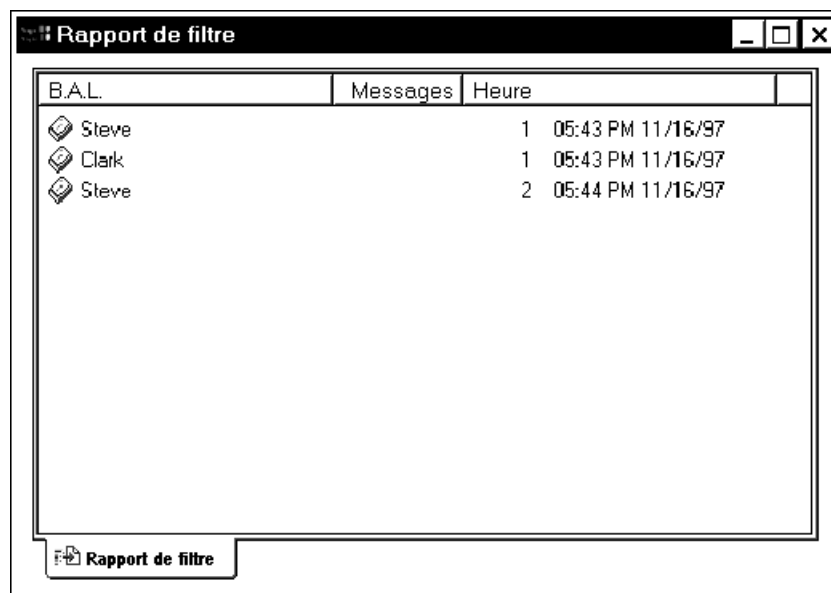 Rapport de filtre
B.A.L. Messages Heure
Steve 1 05:43 PM 11/16/97
Clark 1 05:43 PM 11/16/97
Steve 2 05:44 PM 11/16/97
Rapport de filtre